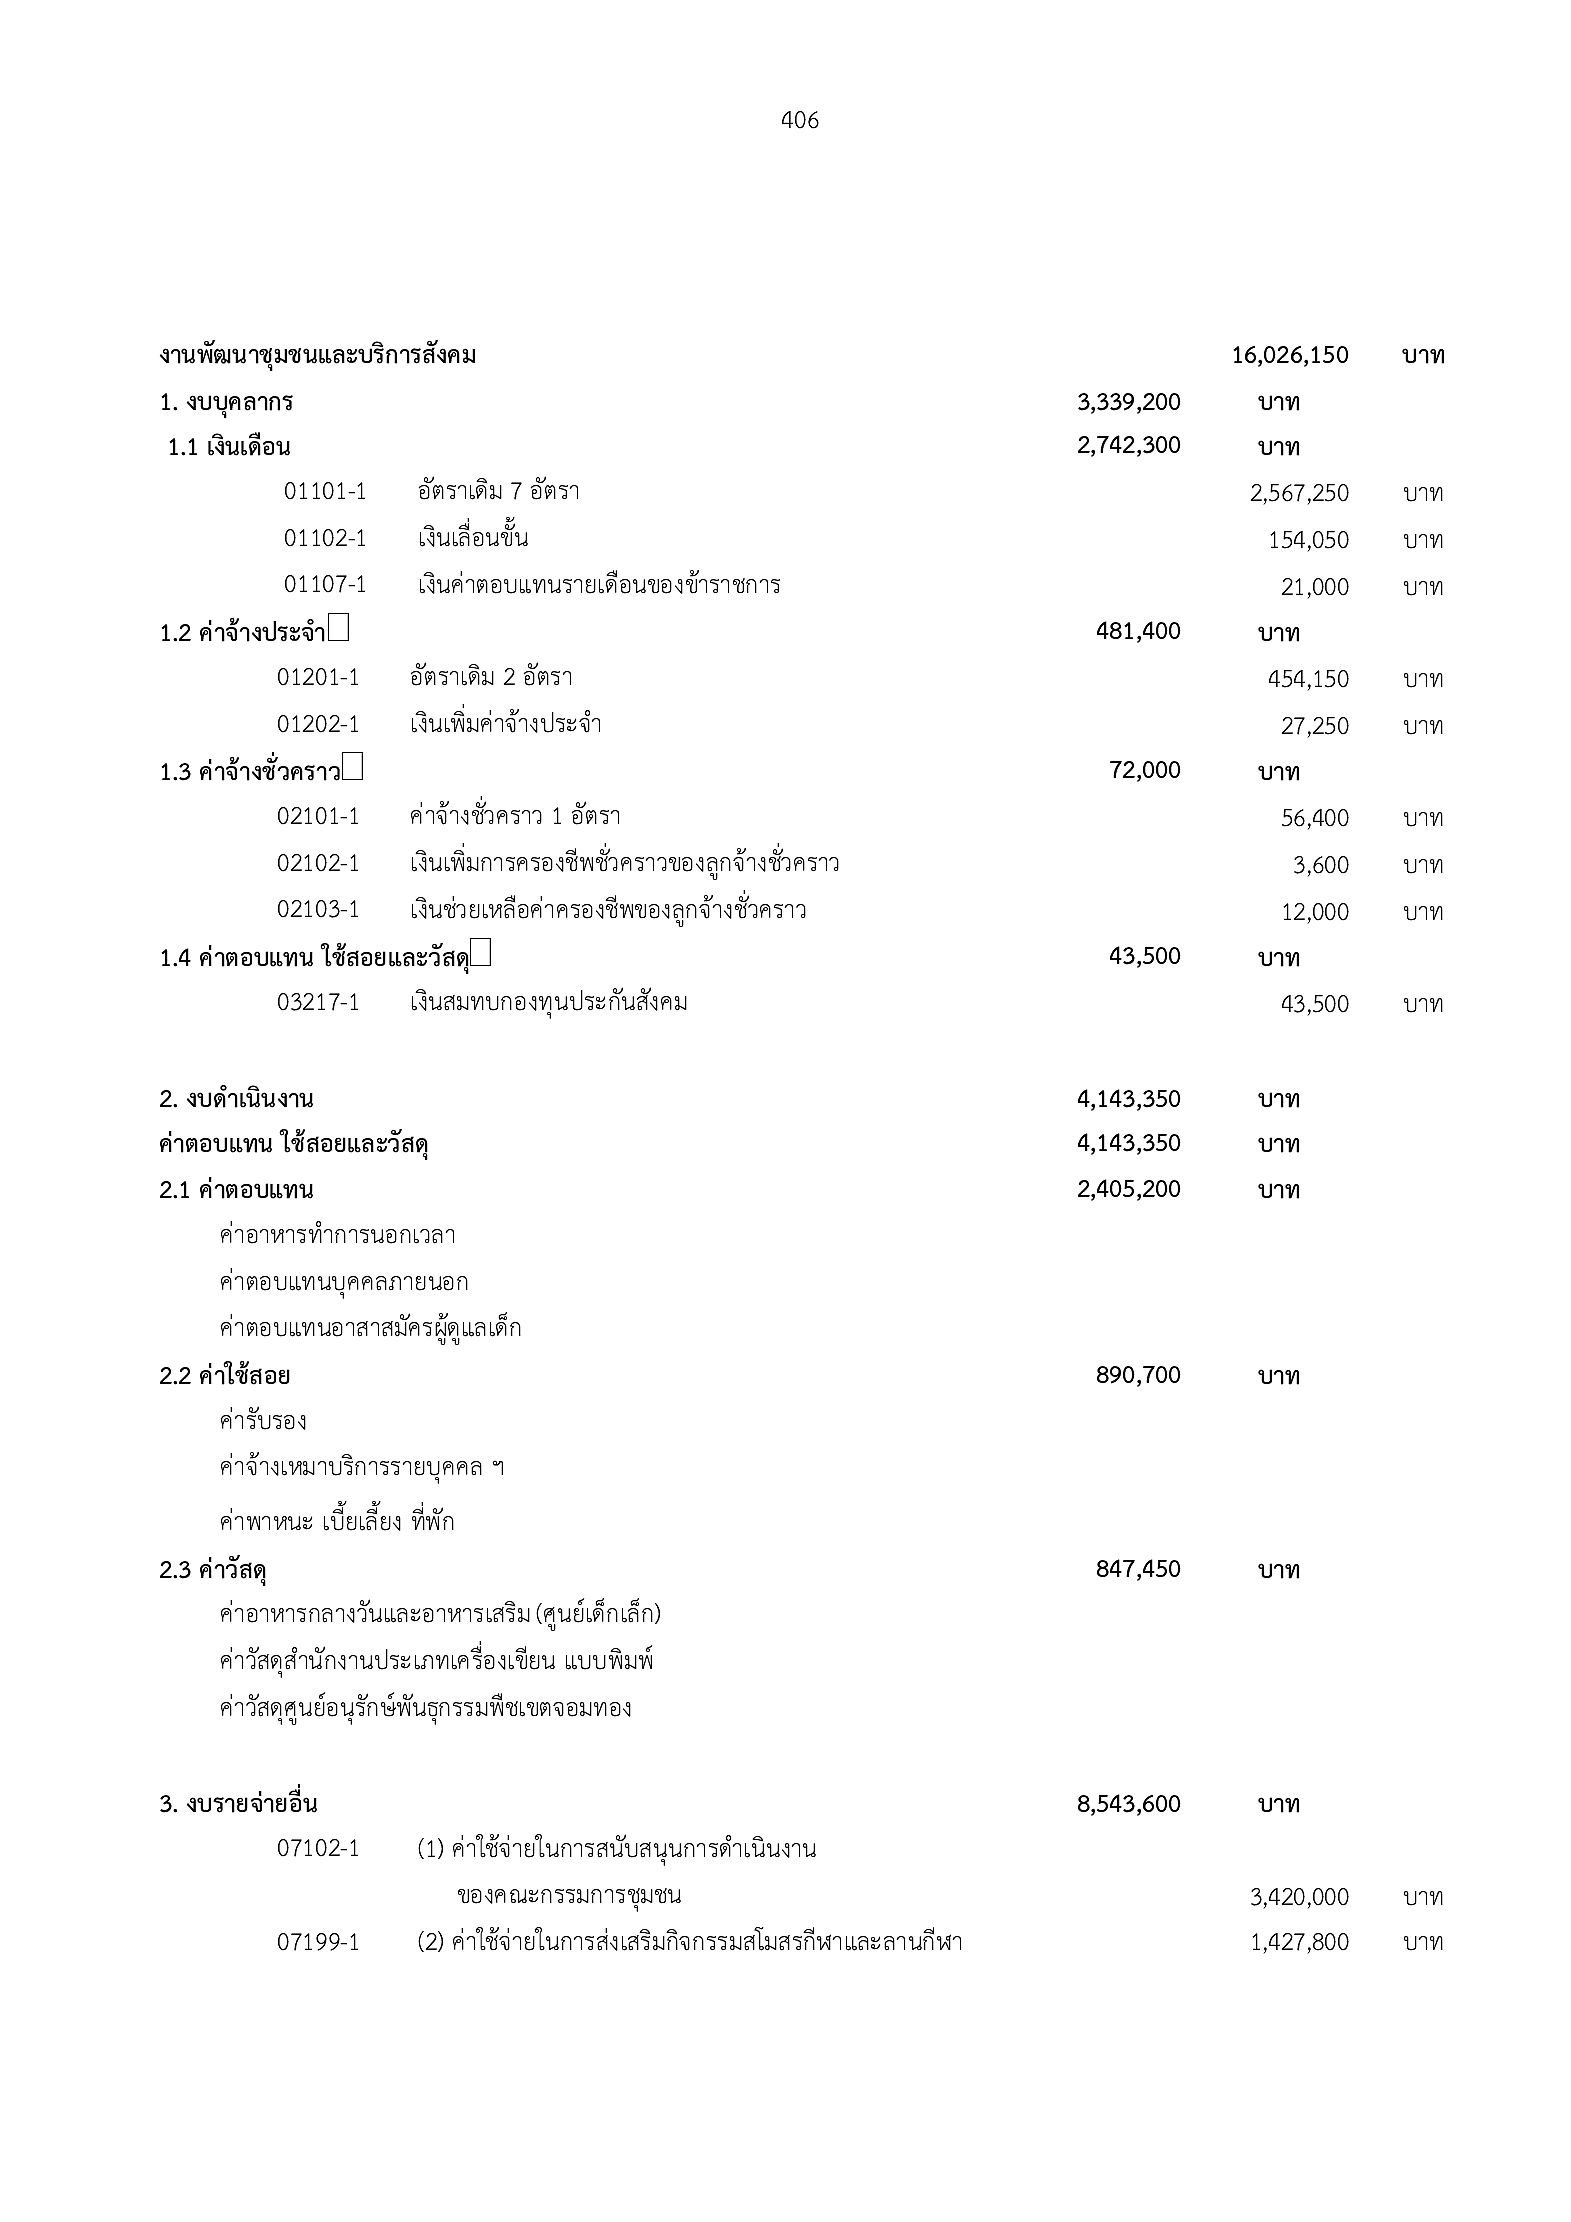 406
งานพัฒนาชุมชนและบริการสังคม 16,026,150 บาท
1. งบบุคลากร 3,339,200 บาท
1.1 เงินเดือน 2,742,300 บาท
01101-1 อัตราเดิม 7 อัตรา 2,567,250 บาท
01102-1 เงินเลื่อนขั้น 154,050 บาท
01107-1 เงินค่าตอบแทนรายเดือนของข้าราชการ 21,000 บาท
1.2 ค่าจ้างประจำ 481,400 บาท
01201-1 อัตราเดิม 2 อัตรา 454,150 บาท
01202-1 เงินเพิ่มค่าจ้างประจำ 27,250 บาท
1.3 ค่าจ้างชั่วคราว 72,000 บาท
02101-1 ค่าจ้างชั่วคราว 1 อัตรา 56,400 บาท
02102-1 เงินเพิ่มการครองชีพชั่วคราวของลูกจ้างชั่วคราว 3,600 บาท
02103-1 เงินช่วยเหลือค่าครองชีพของลูกจ้างชั่วคราว 12,000 บาท
1.4 ค่าตอบแทน ใช้สอยและวัสดุ 43,500 บาท
03217-1 เงินสมทบกองทุนประกันสังคม 43,500 บาท
2. งบดำเนินงาน 4,143,350 บาท
ค่าตอบแทน ใช้สอยและวัสดุ 4,143,350 บาท
2.1 ค่าตอบแทน 2,405,200 บาท
ค่าอาหารทำการนอกเวลา
ค่าตอบแทนบุคคลภายนอก
ค่าตอบแทนอาสาสมัครผู้ดูแลเด็ก
2.2 ค่าใช้สอย 890,700 บาท
ค่ารับรอง
ค่าจ้างเหมาบริการรายบุคคล ฯ
ค่าพาหนะ เบี้ยเลี้ยง ที่พัก
2.3 ค่าวัสดุ 847,450 บาท
ค่าอาหารกลางวันและอาหารเสริม (ศูนย์เด็กเล็ก)
ค่าวัสดุสำนักงานประเภทเครื่องเขียน แบบพิมพ์
ค่าวัสดุศูนย์อนุรักษ์พันธุกรรมพืชเขตจอมทอง
3. งบรายจ่ายอื่น 8,543,600 บาท
07102-1 (1) ค่าใช้จ่ายในการสนับสนุนการดำเนินงาน
ของคณะกรรมการชุมชน 3,420,000 บาท
07199-1 (2) ค่าใช้จ่ายในการส่งเสริมกิจกรรมสโมสรกีฬาและลานกีฬา 1,427,800 บาท